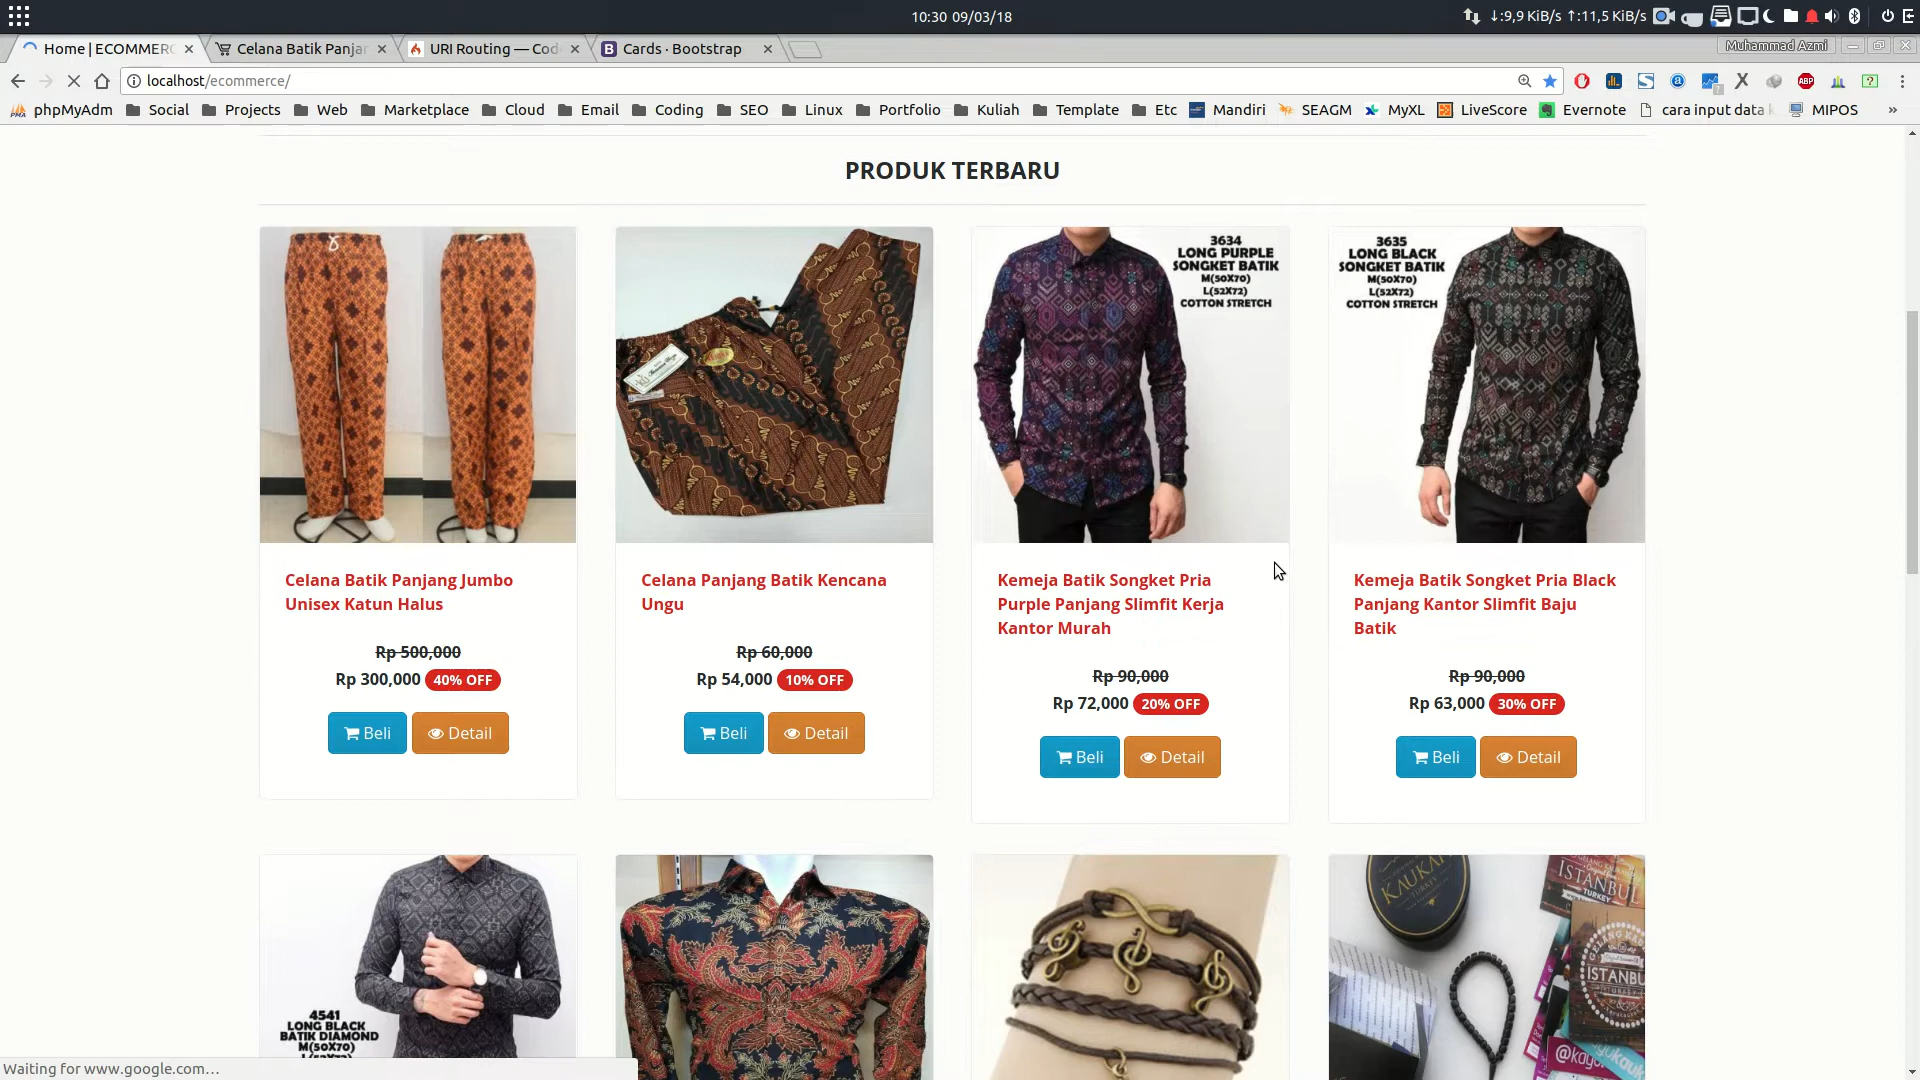 10:30 09/03/18
↓:9,9 KiB/s ↑:11,5 KiB/s
Home | ECOMMERC
Celana Batik Panjar
URI Routing — Cod
Cards · Bootstrap
Muhammad Azmi
localhost/ecommerce/
phpMyAdm
Social
Projects
Web
Marketplace
Cloud
Email
Coding
SEO
Linux
Portfolio
Kuliah
Template
Etc
Mandiri
SEAGM
MyXL
LiveScore
Evernote
cara input data k
MIPOS
»
PRODUK TERBARU
3634
LONG PURPLE
SONGKET BATIK
M(50X70)
L(52X72)
COTTON STRETCH
3635
LONG BLACK
SONGKET BATIK
M(50X70)
L(52X72)
COTTON STRETCH
Celana Batik Panjang Jumbo
Unisex Katun Halus
Rp 500,000
Rp 300,000 40% OFF
Beli
Detail
Celana Panjang Batik Kencana
Ungu
Rp 60,000
Rp 54,000 10% OFF
Beli
Detail
Kemeja Batik Songket Pria
Purple Panjang Slimfit Kerja
Kantor Murah
Rp 90,000
Rp 72,000 20% OFF
Beli
Detail
Kemeja Batik Songket Pria Black
Panjang Kantor Slimfit Baju
Batik
Rp 90,000
Rp 63,000 30% OFF
Beli
Detail
4541
LONG BLACK
BATIK DIAMOND
M(50X70)
L(52X72)
KAUKA
TURKEY
ISTANBUL
TURKEY
ISTANBU
Waiting for www.google.com…